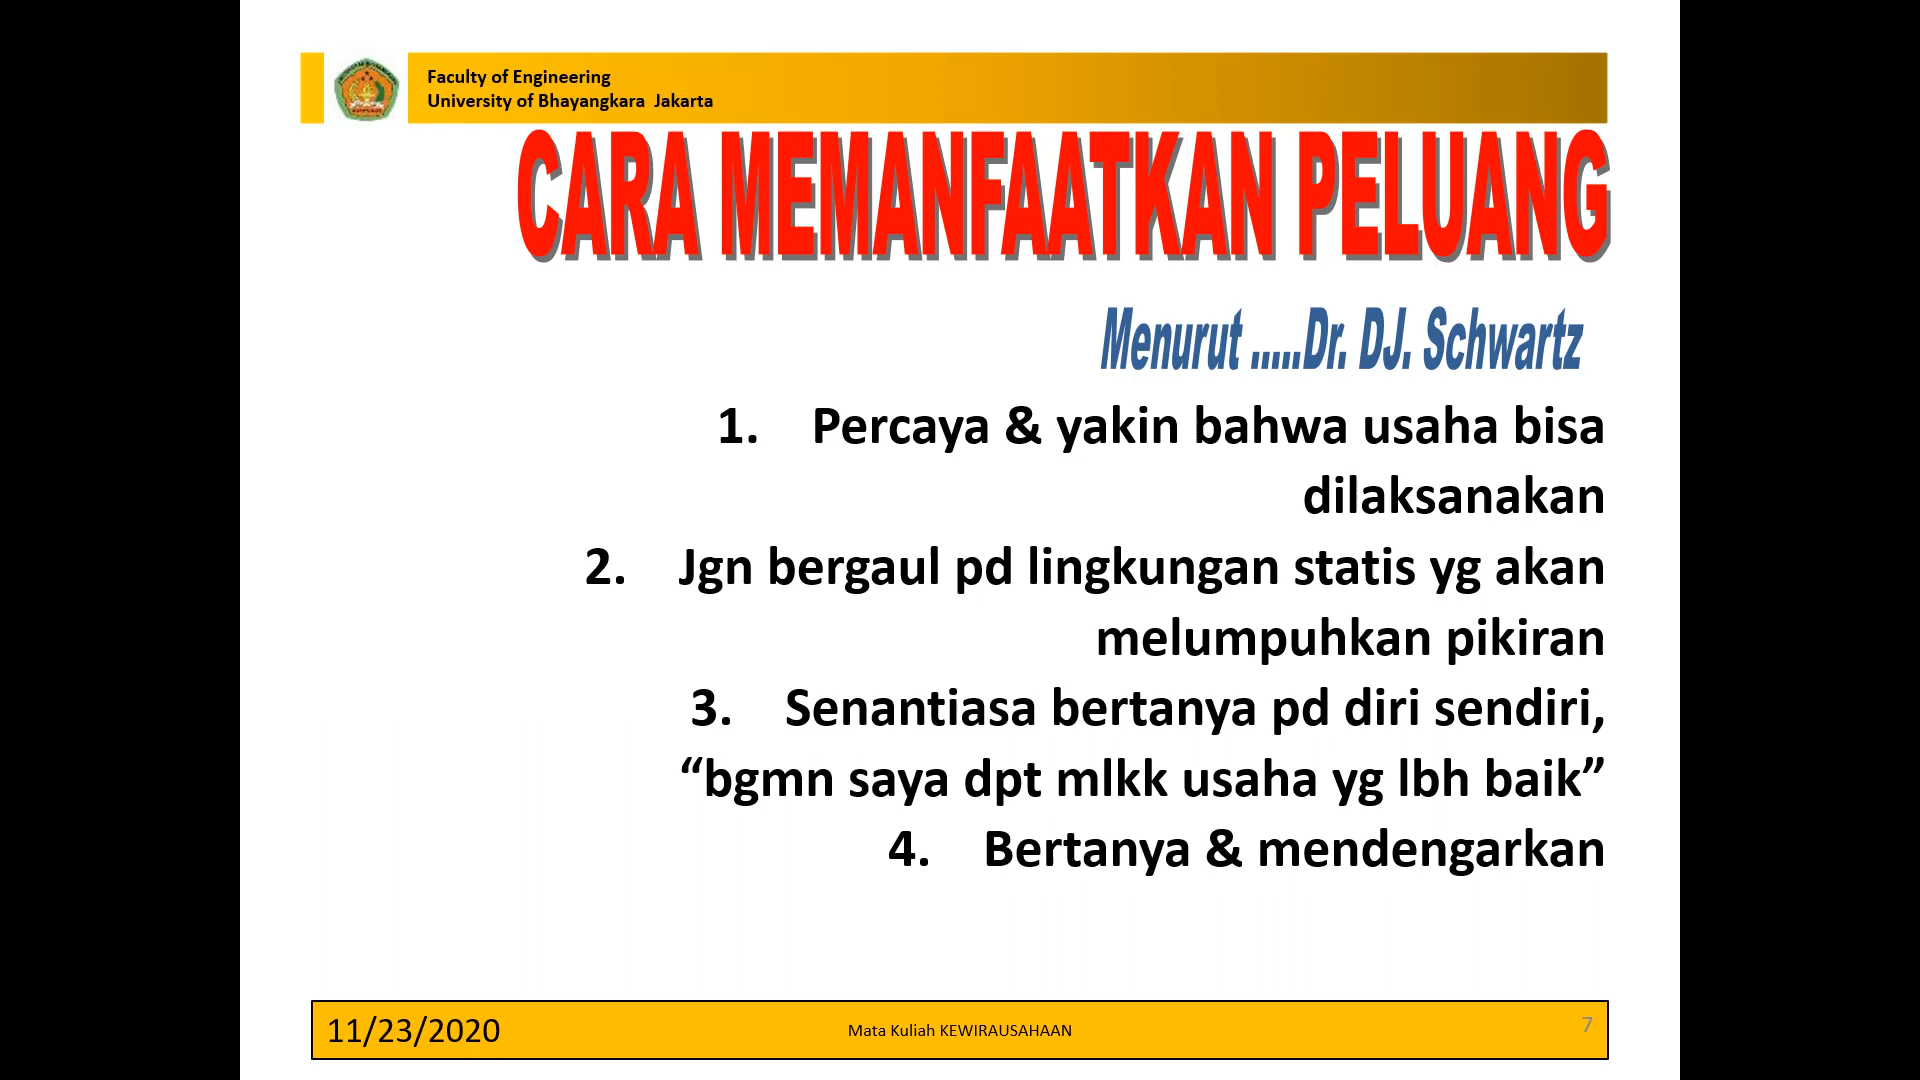 Faculty of Engineering
University of Bhayangkara Jakarta
CARA MEMANFAATKAN PELUANG
Menurut .....Dr. DJ. Schwartz
1. Percaya & yakin bahwa usaha bisa
dilaksanakan
2. Jgn bergaul pd lingkungan statis yg akan
melumpuhkan pikiran
3. Senantiasa bertanya pd diri sendiri,
“bgmn saya dpt mlkk usaha yg lbh baik”
4. Bertanya & mendengarkan
11/23/2020
Mata Kuliah KEWIRAUSAHAAN
7